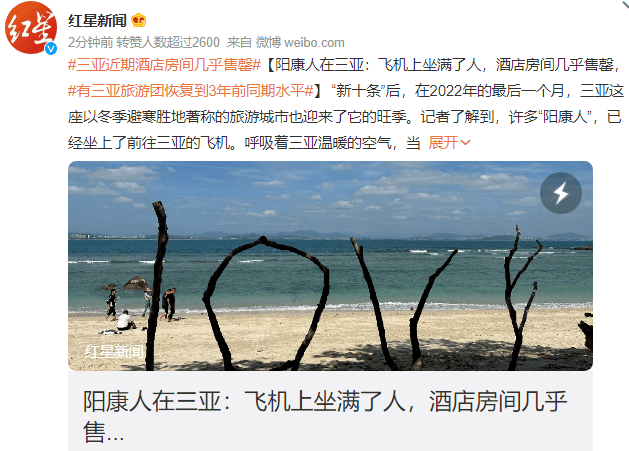 红星新闻
2分钟前 转赞人数超过2600 来自 微博 weibo.com
#三亚近期酒店房间几乎售罄#【阳康人在三亚：飞机上坐满了人，酒店房间几乎售罄，
#有三亚旅游团恢复到3年前同期水平#】 “新十条”后，在2022年的最后一个月，三亚这
座以冬季避寒胜地著称的旅游城市也迎来了它的旺季。记者了解到，许多“阳康人”，已
经坐上了前往三亚的飞机。呼吸着三亚温暖的空气，当 展开
红星新闻
阳康人在三亚：飞机上坐满了人，酒店房间几乎
售...
红星